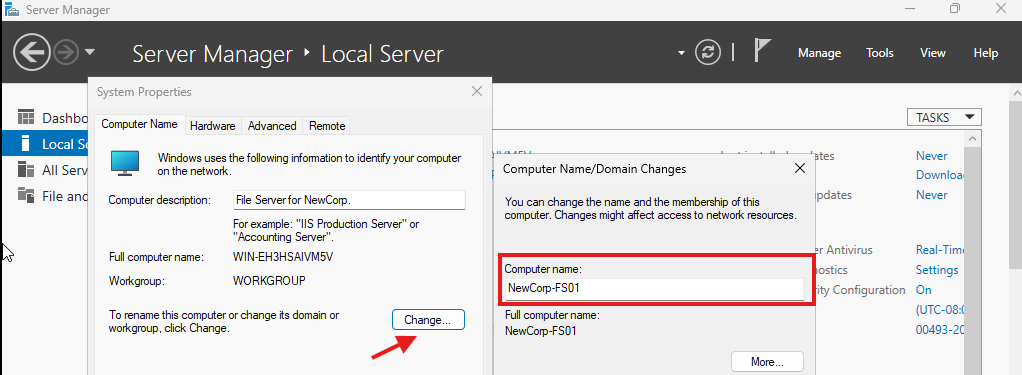 Server Manager
Server Manager ‣ Local Server
Manage Tools View Help
System Properties
Computer Name Hardware Advanced Remote
Windows uses the following information to identify your computer
on the network.
Computer description: File Server for NewCorp.
For example: "IIS Production Server" or
"Accounting Server".
Full computer name: WIN-EH3HSAIVM5V
Workgroup: WORKGROUP
To rename this computer or change its domain or
workgroup, click Change.
Change...
Dashbo
Local Se
All Serv
File and
TASKS
Computer Name/Domain Changes
You can change the name and the membership of this
computer. Changes might affect access to network resources.
Computer name:
NewCorp-FS01
Full computer name:
NewCorp-FS01
More...
Never
Downloa
Never
er Antivirus Real-Time
nostics Settings
rity Configuration On
(UTC-08:0
00493-20